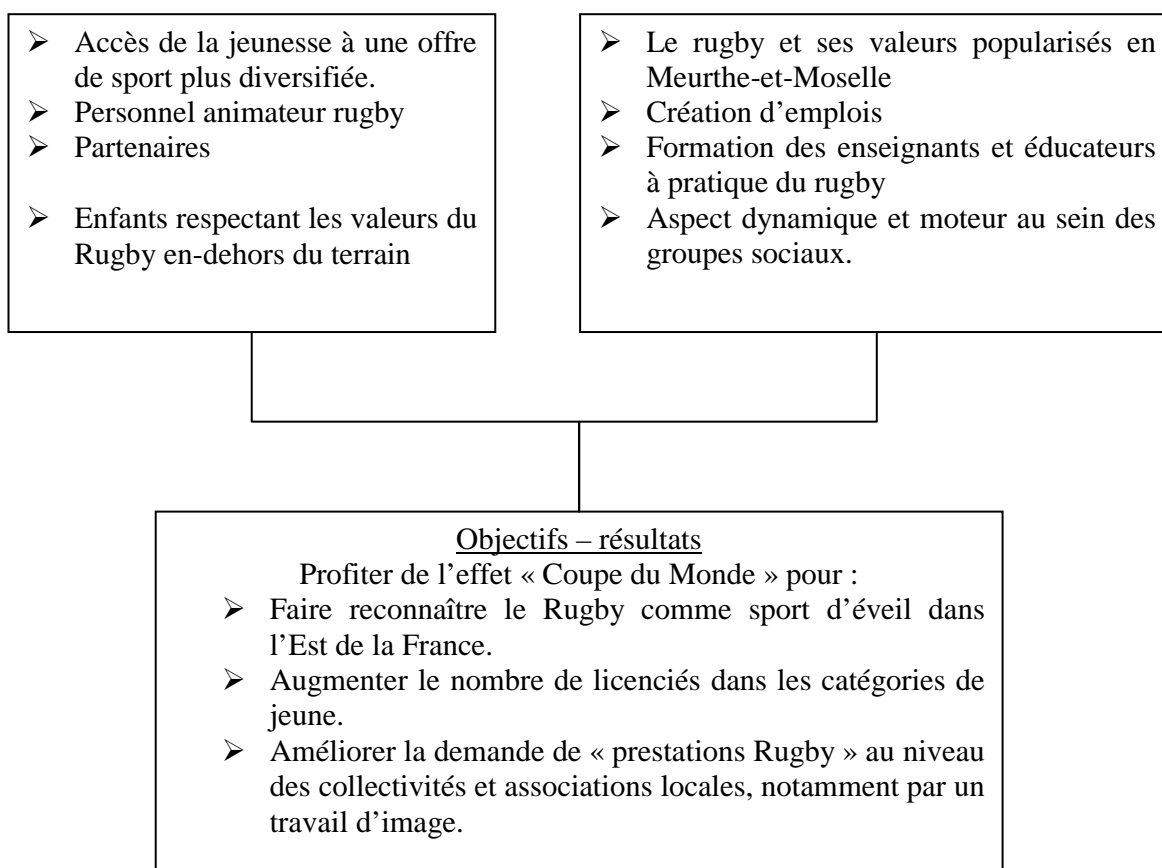 ➢ Accès de la jeunesse à une offre
de sport plus diversifiée.
➢ Personnel animateur rugby
➢ Partenaires
➢ Enfants respectant les valeurs du
Rugby en-dehors du terrain
➢ Le rugby et ses valeurs popularisés en
Meurthe-et-Moselle
➢ Création d’emplois
➢ Formation des enseignants et éducateurs
à pratique du rugby
➢ Aspect dynamique et moteur au sein des
groupes sociaux.
Objectifs – résultats
Profiter de l’effet « Coupe du Monde » pour :
➢ Faire reconnaître le Rugby comme sport d’éveil dans
l’Est de la France.
➢ Augmenter le nombre de licenciés dans les catégories de
jeune.
➢ Améliorer la demande de « prestations Rugby » au niveau
des collectivités et associations locales, notamment par un
travail d’image.